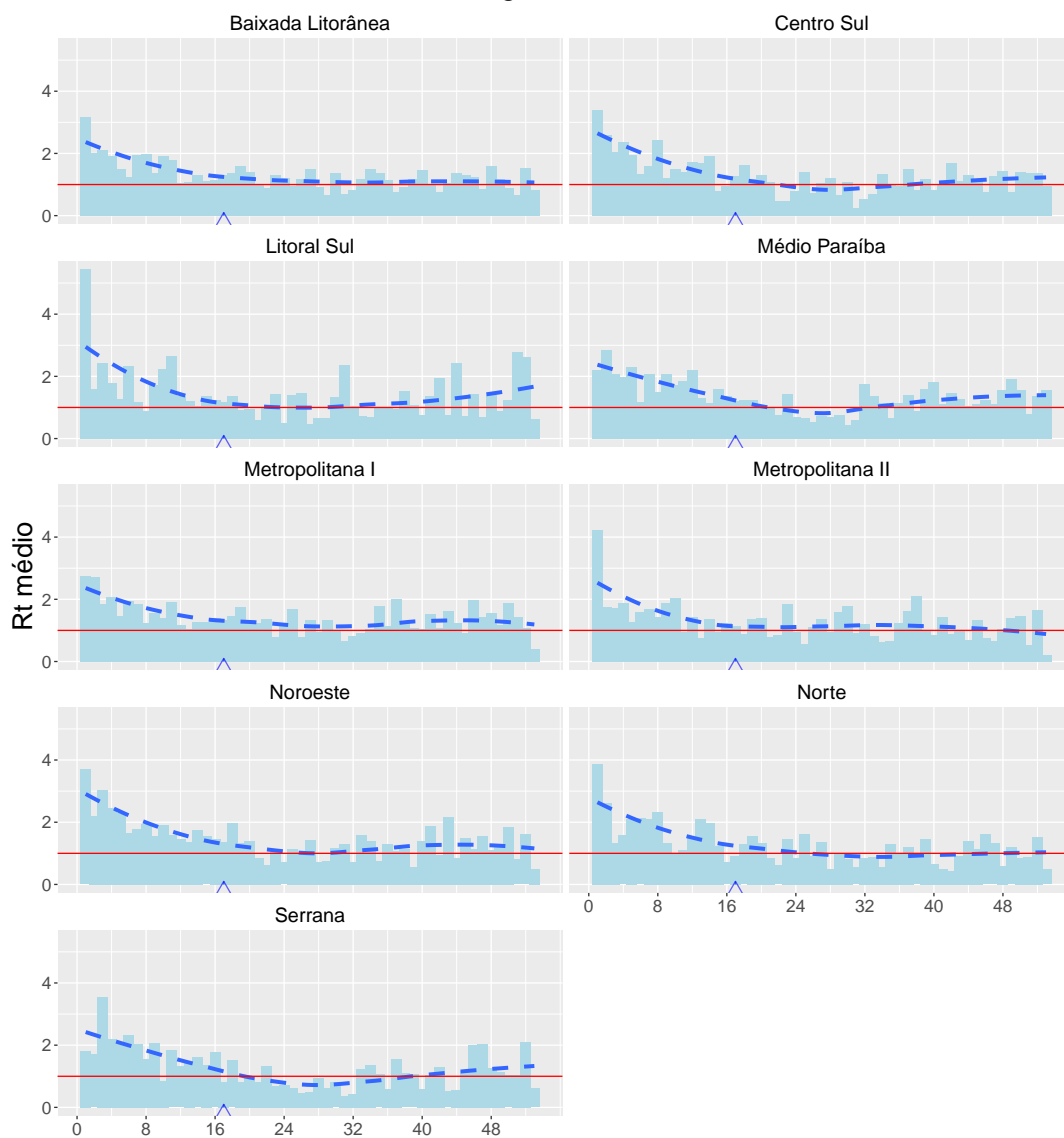 Baixada Litorânea
Centro Sul
4
2
0
Litoral Sul
Médio Paraíba
4
2
0
Metropolitana I
Metropolitana II
4
2
0
Rt médio
Noroeste
Norte
4
2
0
0 8 16 24 32 40 48
Serrana
4
2
0
0 8 16 24 32 40 48